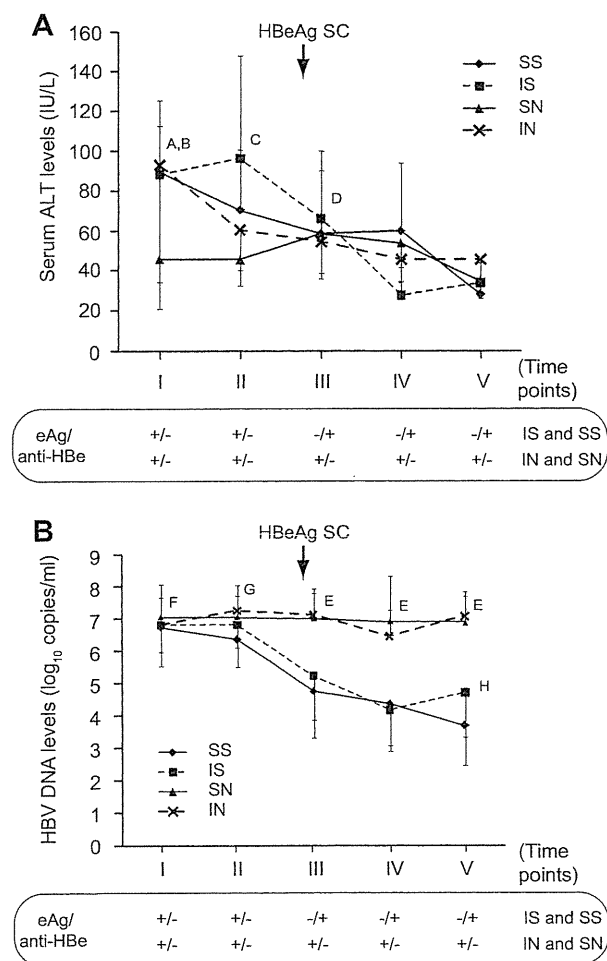 A
HBeAg SC
Serum ALT levels (IU/L)
160
140
120
100
80
60
40
20
0
SS
IS
SN
IN
A,B
C
D
I II III IV V (Time points)
eAg/anti-HBe
+/- +/- -/+ -/+ -/+ IS and SS
+/- +/- +/- +/- +/- IN and SN
B
HBeAg SC
HBV DNA levels (log10 copies/ml)
9
8
7
6
5
4
3
2
1
0
F
G
E
E
E
H
SS
IS
SN
IN
I II III IV V (Time points)
eAg/anti-HBe
+/- +/- -/+ -/+ -/+ IS and SS
+/- +/- +/- +/- +/- IN and SN